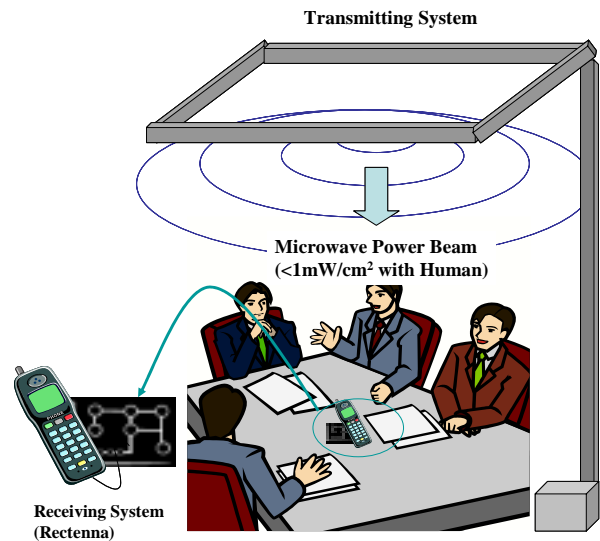 Transmitting System
Microwave Power Beam
(<1mW/cm² with Human)
PHONE
Receiving System
(Rectenna)